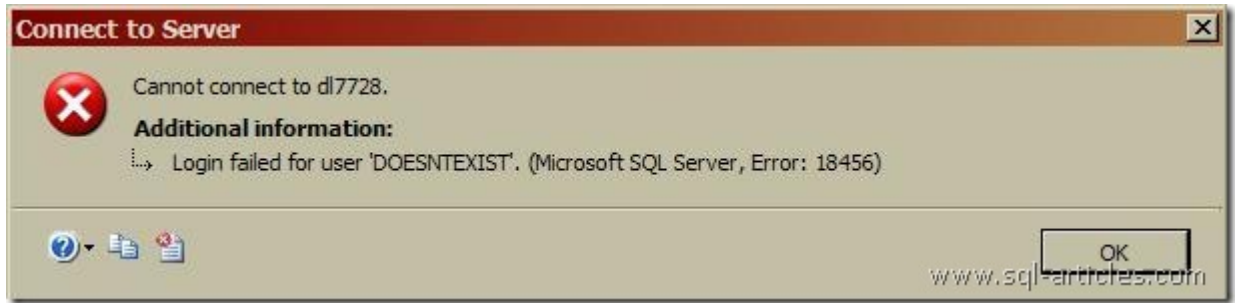 Connect to Server
Cannot connect to dl7728.
Additional information:
Login failed for user 'DOESNTEXIST'. (Microsoft SQL Server, Error: 18456)
OK
www.sql-articles.com